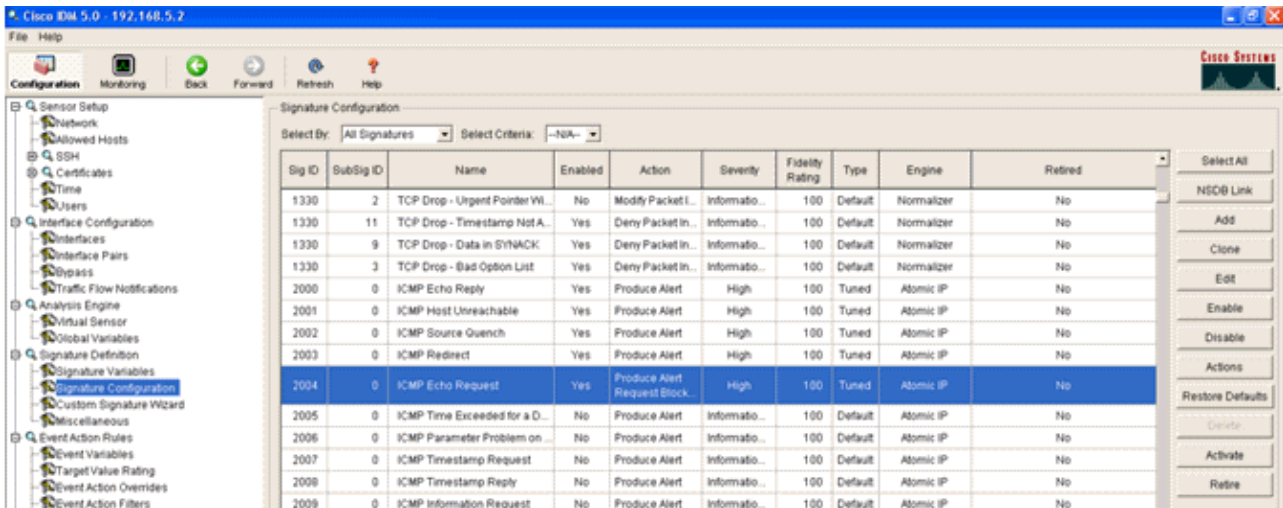 Cisco IDM 5.0 - 192.168.5.2
File Help
Configuration Monitoring Back Forward Refresh Help
CISCO SYSTEMS
Sensor Setup
Network
Allowed Hosts
SSH
Certificates
Time
Users
Interface Configuration
Interfaces
Interface Pairs
Bypass
Traffic Flow Notifications
Analysis Engine
Virtual Sensor
Global Variables
Signature Definition
Signature Variables
Signature Configuration
Custom Signature Wizard
Miscellaneous
Event Action Rules
Event Variables
Target Value Rating
Event Action Overrides
Event Action Filters
Signature Configuration
Select By: All Signatures Select Criteria: --N/A--
Sig ID SubSig ID Name Enabled Action Severity Fidelity Rating Type Engine Retired
1330 2 TCP Drop - Urgent Pointer Wi... No Modify Packet I... Informatio... 100 Default Normalizer No
1330 11 TCP Drop - Timestamp Not A... Yes Deny Packet In... Informatio... 100 Default Normalizer No
1330 9 TCP Drop - Data in SYNACK Yes Deny Packet In... Informatio... 100 Default Normalizer No
1330 3 TCP Drop - Bad Option List Yes Deny Packet In... Informatio... 100 Default Normalizer No
2000 0 ICMP Echo Reply Yes Produce Alert High 100 Tuned Atomic IP No
2001 0 ICMP Host Unreachable Yes Produce Alert High 100 Tuned Atomic IP No
2002 0 ICMP Source Quench Yes Produce Alert High 100 Tuned Atomic IP No
2003 0 ICMP Redirect Yes Produce Alert High 100 Tuned Atomic IP No
2004 0 ICMP Echo Request Yes Produce Alert Request Block... High 100 Tuned Atomic IP No
2005 0 ICMP Time Exceeded for a D... No Produce Alert Informatio... 100 Default Atomic IP No
2006 0 ICMP Parameter Problem on ... No Produce Alert Informatio... 100 Default Atomic IP No
2007 0 ICMP Timestamp Request No Produce Alert Informatio... 100 Default Atomic IP No
2008 0 ICMP Timestamp Reply No Produce Alert Informatio... 100 Default Atomic IP No
2009 0 ICMP Information Request No Produce Alert Informatio... 100 Default Atomic IP No
Select All
NSDB Link
Add
Clone
Edit
Enable
Disable
Actions
Restore Defaults
Delete
Activate
Retire